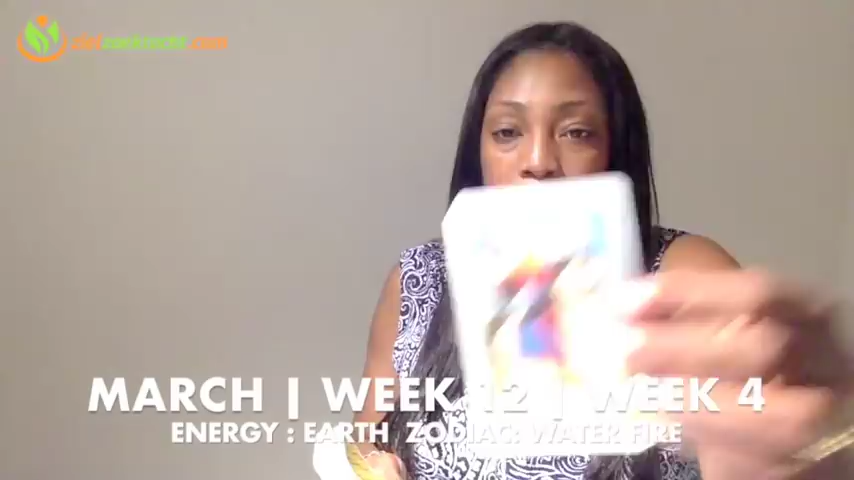 MARCH | WEEK 12 | WEEK 4
ENERGY : EARTH ZODIAC: WATER FIRE